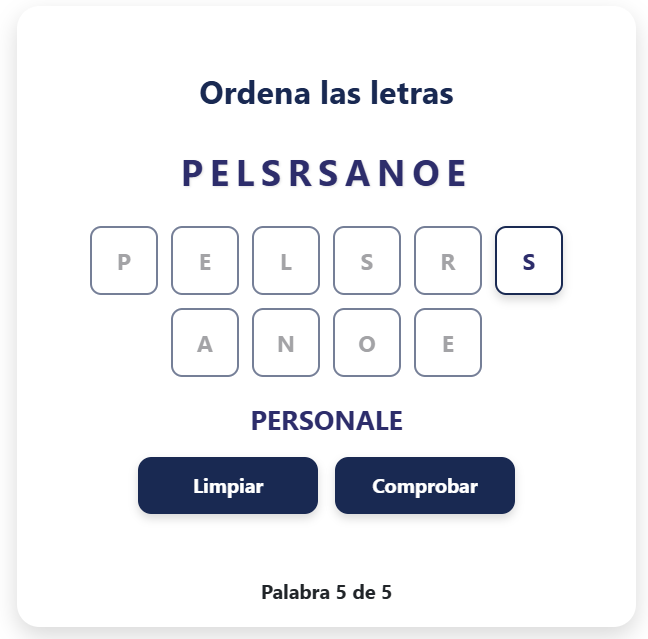 Ordena las letras
PELSRSANOE
P E L S R S
A N O E
PERSONALE
Limpiar Comprobar
Palabra 5 de 5